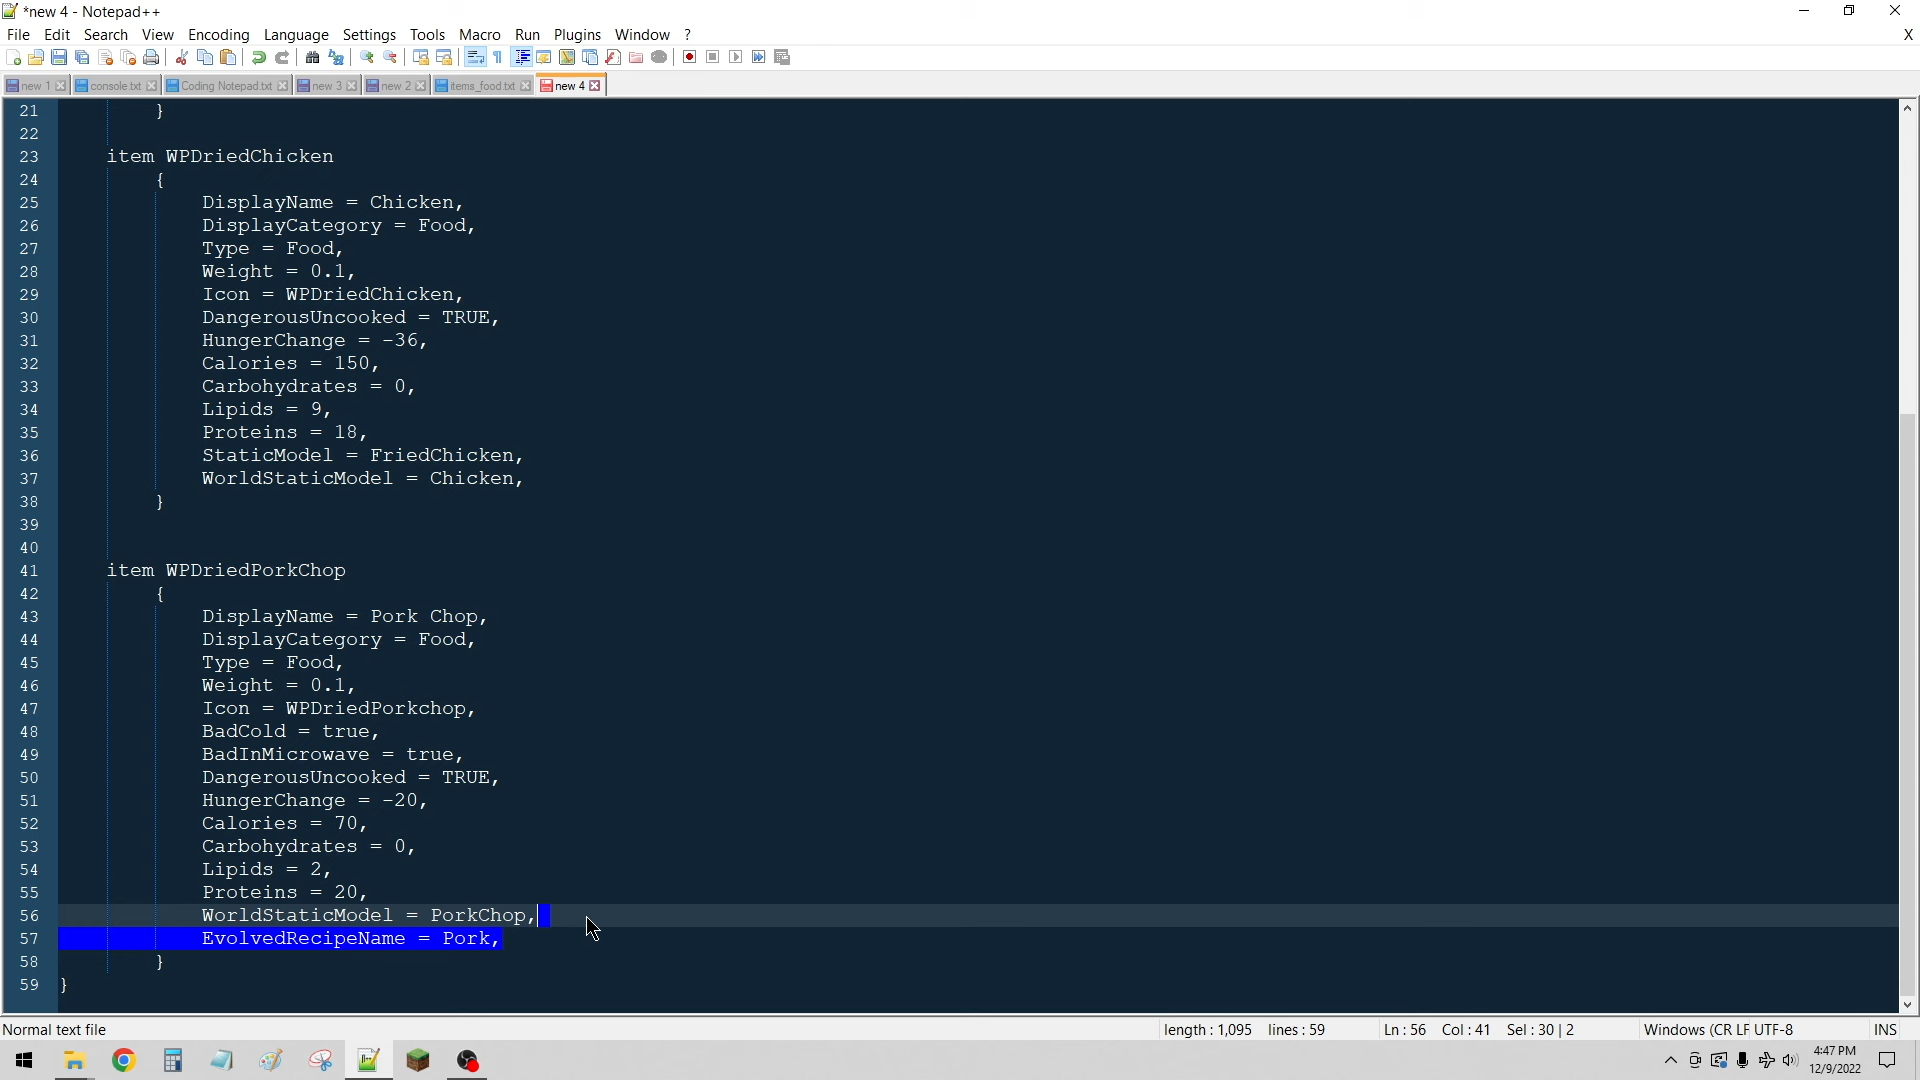 *new 4 - Notepad++
File Edit Search View Encoding Language Settings Tools Macro Run Plugins Window ? X
new 1 console.txt Coding Notepad.txt new 3 new 2 items_food.txt new 4
21 }
22
23 item WPDriedChicken
24 {
25 DisplayName = Chicken,
26 DisplayCategory = Food,
27 Type = Food,
28 Weight = 0.1,
29 Icon = WPDriedChicken,
30 DangerousUncooked = TRUE,
31 HungerChange = -36,
32 Calories = 150,
33 Carbohydrates = 0,
34 Lipids = 9,
35 Proteins = 18,
36 StaticModel = FriedChicken,
37 WorldStaticModel = Chicken,
38 }
39
40
41 item WPDriedPorkChop
42 {
43 DisplayName = Pork Chop,
44 DisplayCategory = Food,
45 Type = Food,
46 Weight = 0.1,
47 Icon = WPDriedPorkchop,
48 BadCold = true,
49 BadInMicrowave = true,
50 DangerousUncooked = TRUE,
51 HungerChange = -20,
52 Calories = 70,
53 Carbohydrates = 0,
54 Lipids = 2,
55 Proteins = 20,
56 WorldStaticModel = PorkChop,
57 EvolvedRecipeName = Pork,
58 }
59 }
Normal text file length : 1,095 lines : 59 Ln : 56 Col : 41 Sel : 30 | 2 Windows (CR LF UTF-8 INS
4:47 PM
12/9/2022